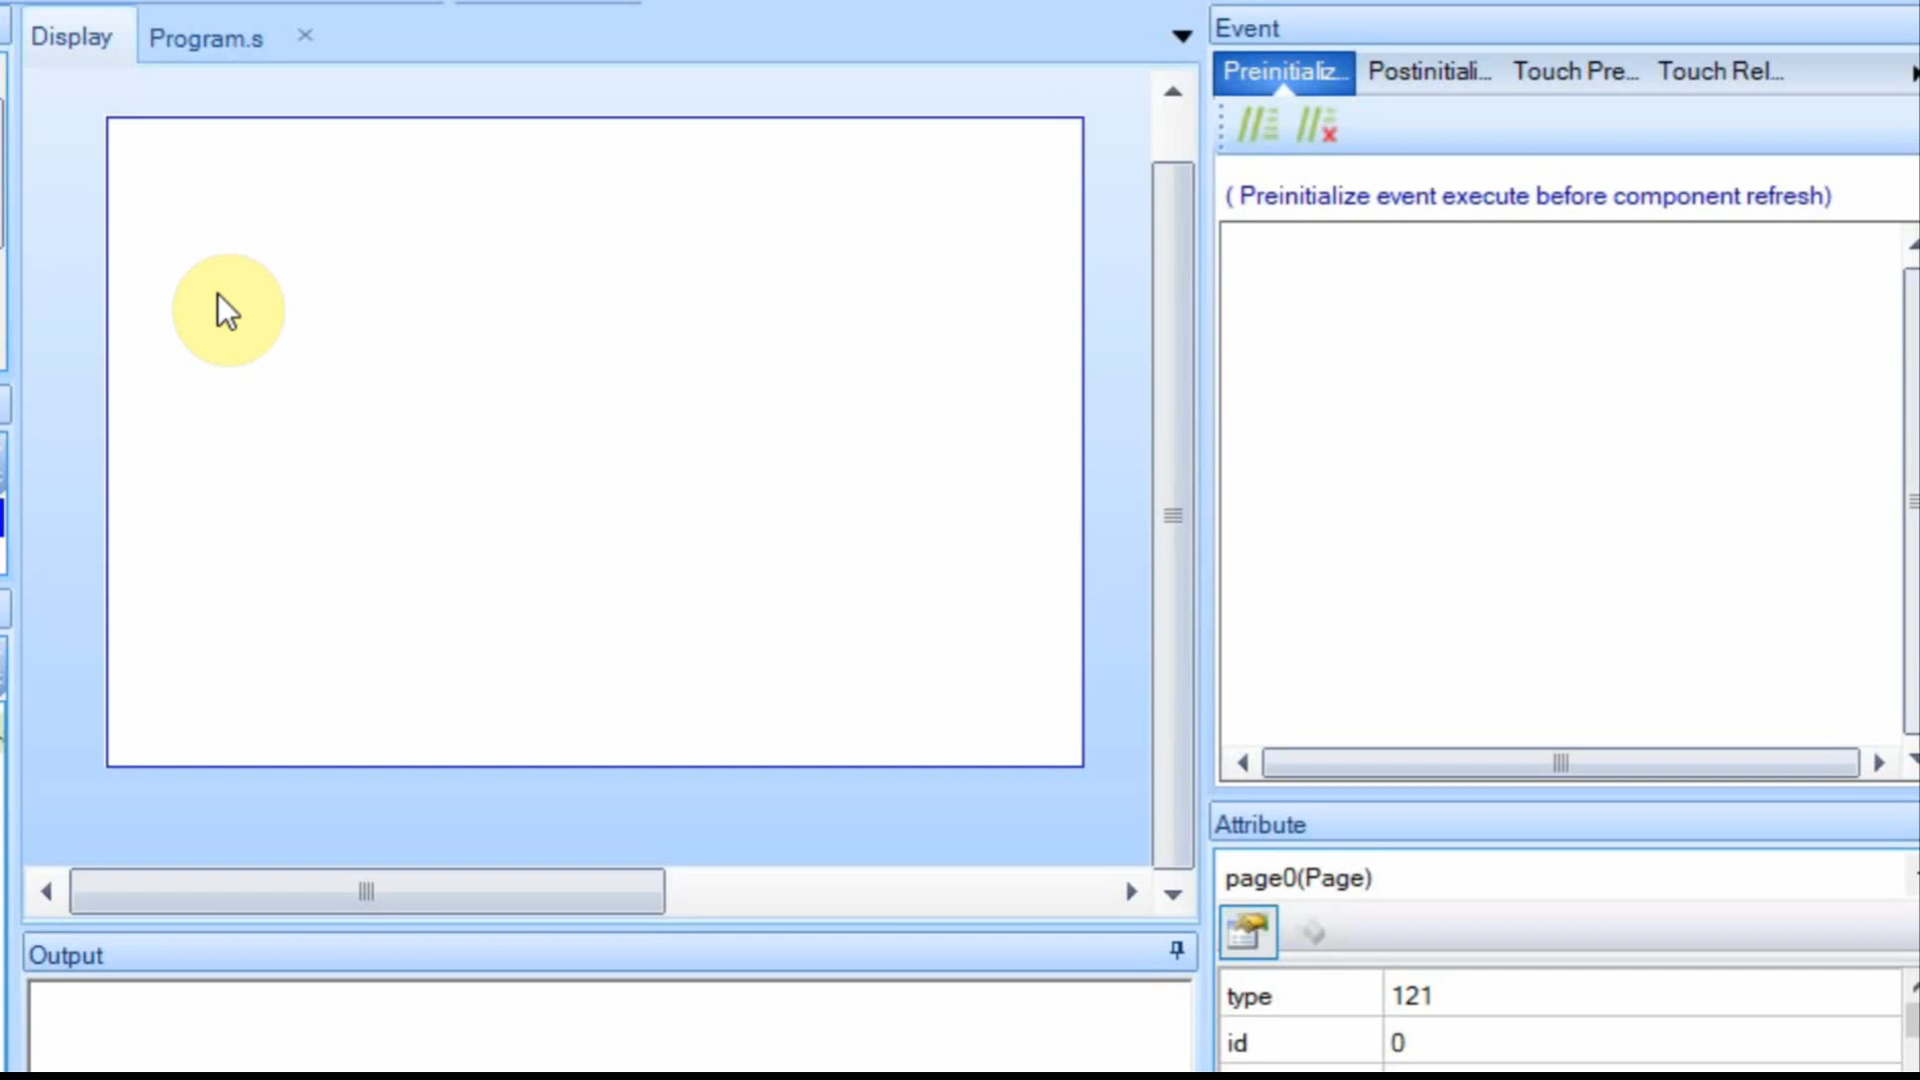 Display
Program.s
Event
Preinitializ...
Postinitiali...
Touch Pre...
Touch Rel...
( Preinitialize event execute before component refresh)
Attribute
page0(Page)
type 121
id 0
Output